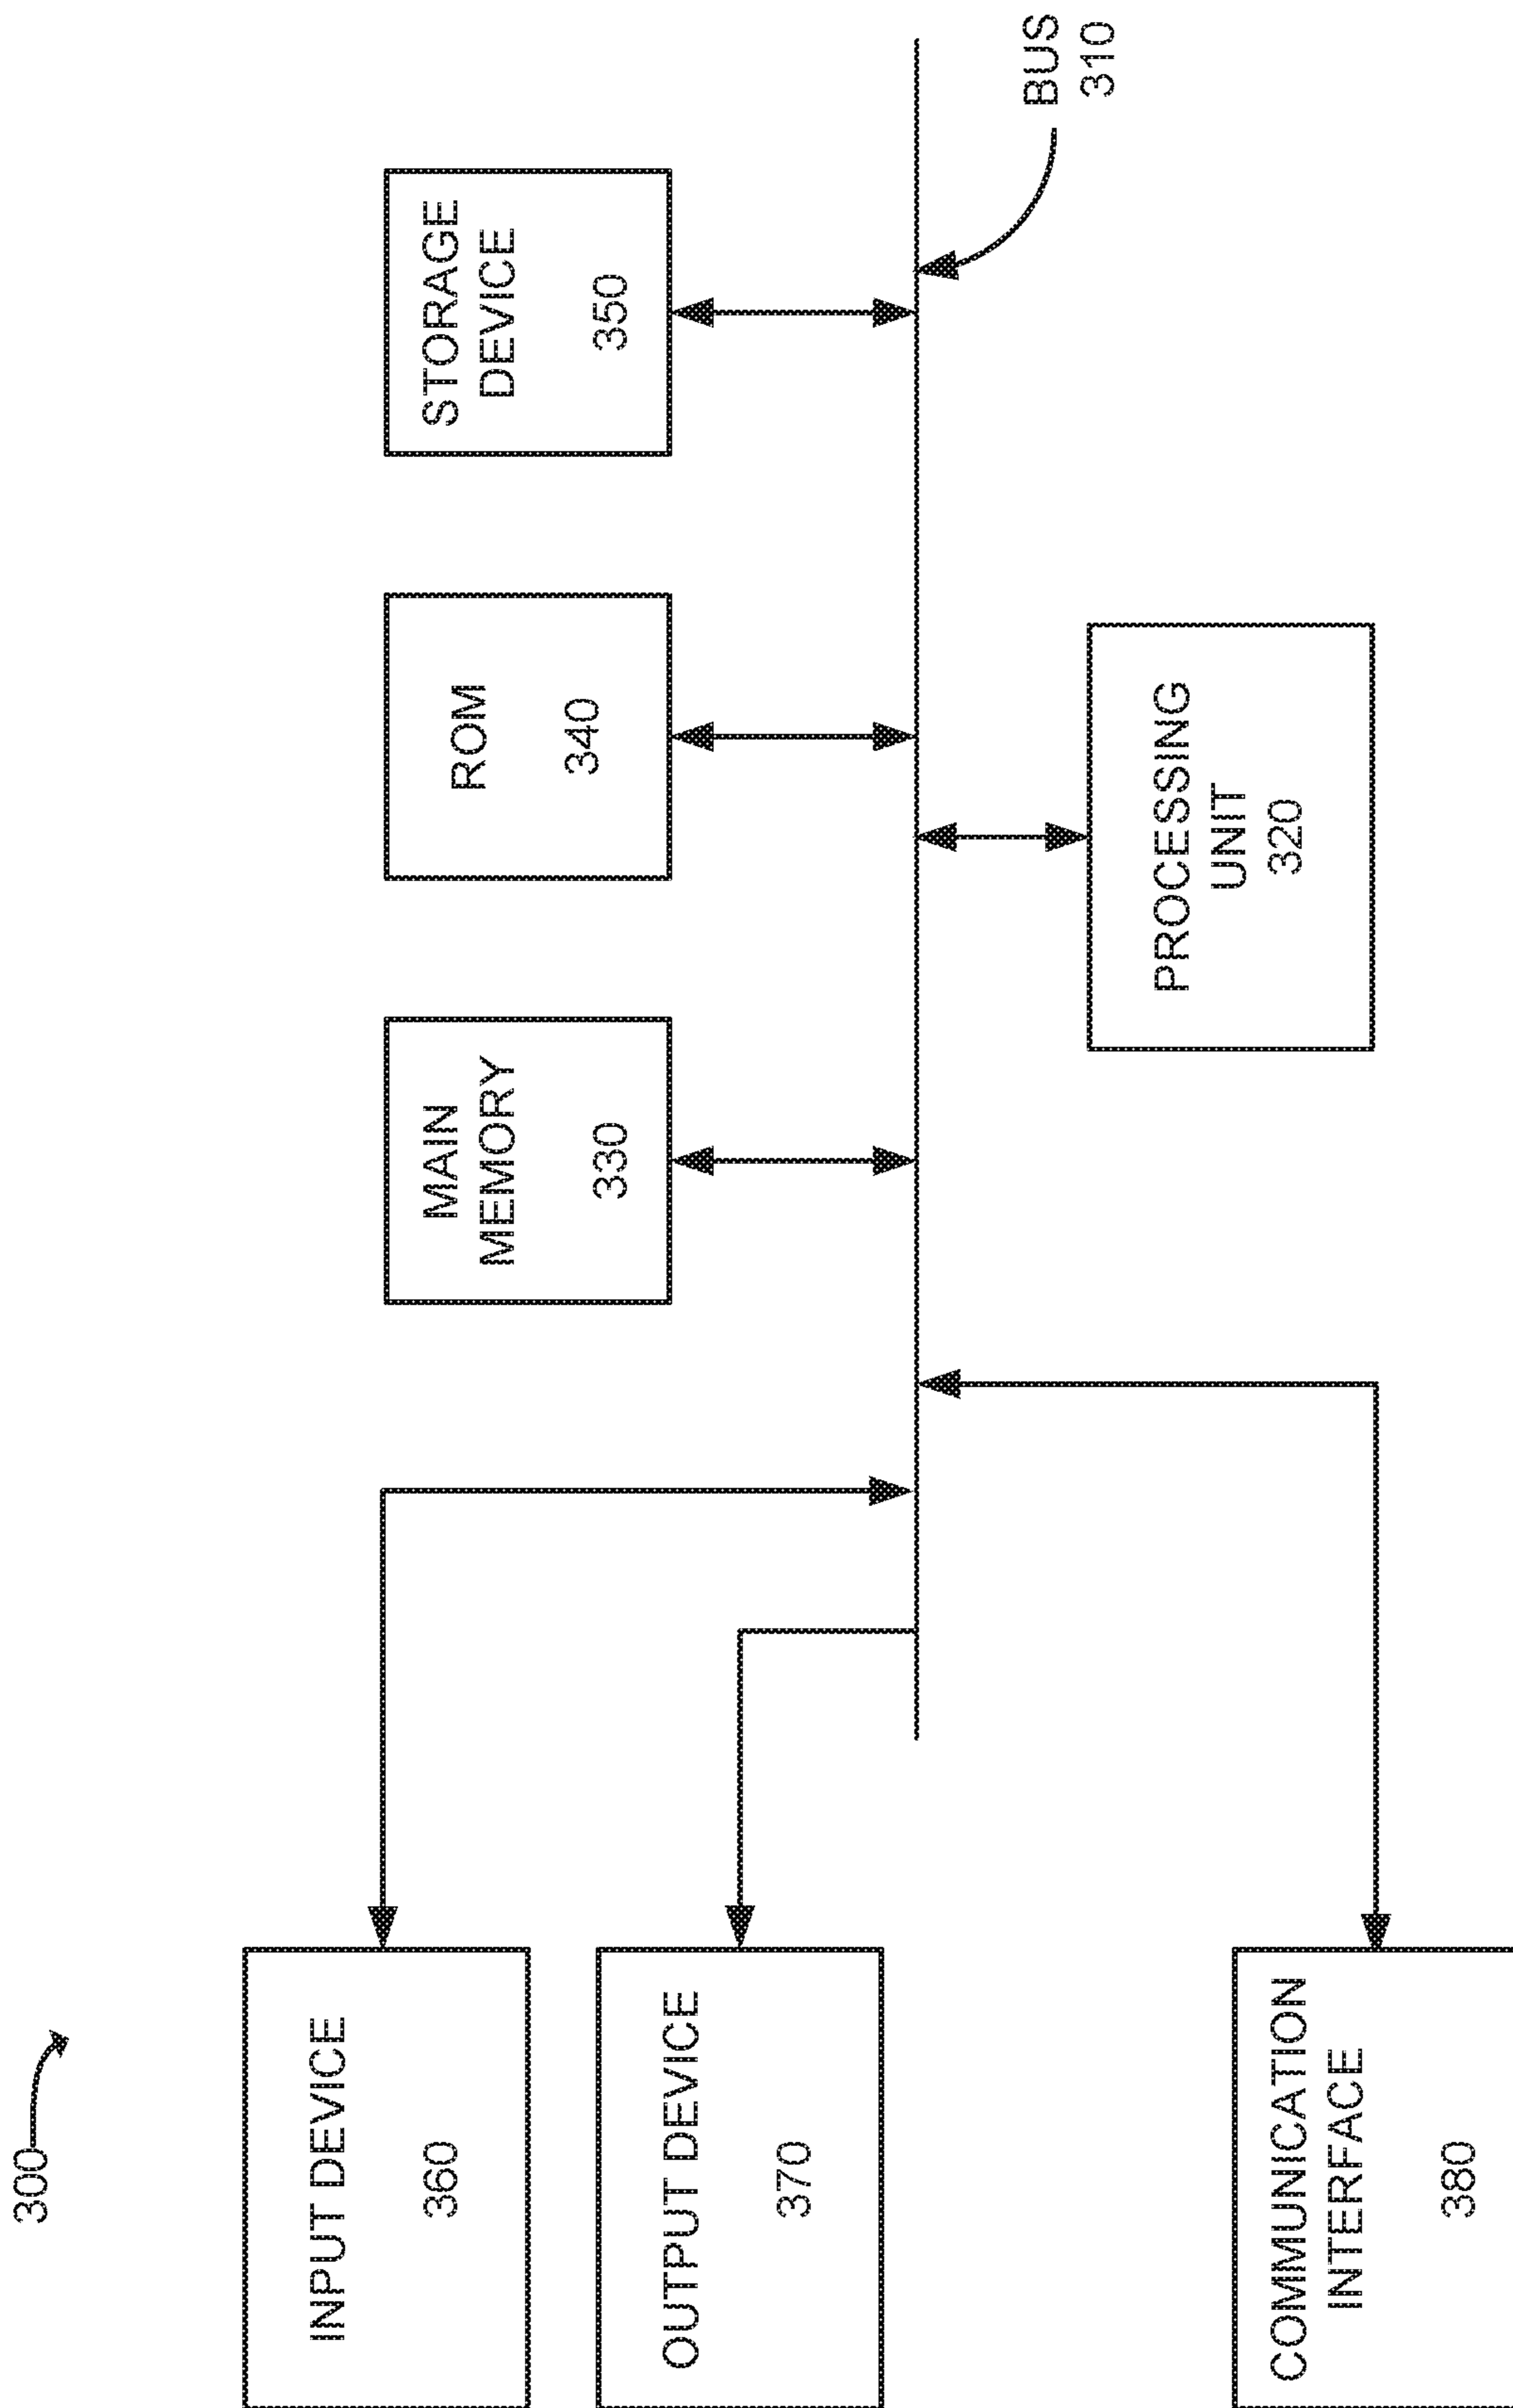 300
INPUT DEVICE
360
OUTPUT DEVICE
370
COMMUNICATION
INTERFACE
380
MAIN
MEMORY
330
ROM
340
STORAGE
DEVICE
350
PROCESSING
UNIT
320
BUS
310